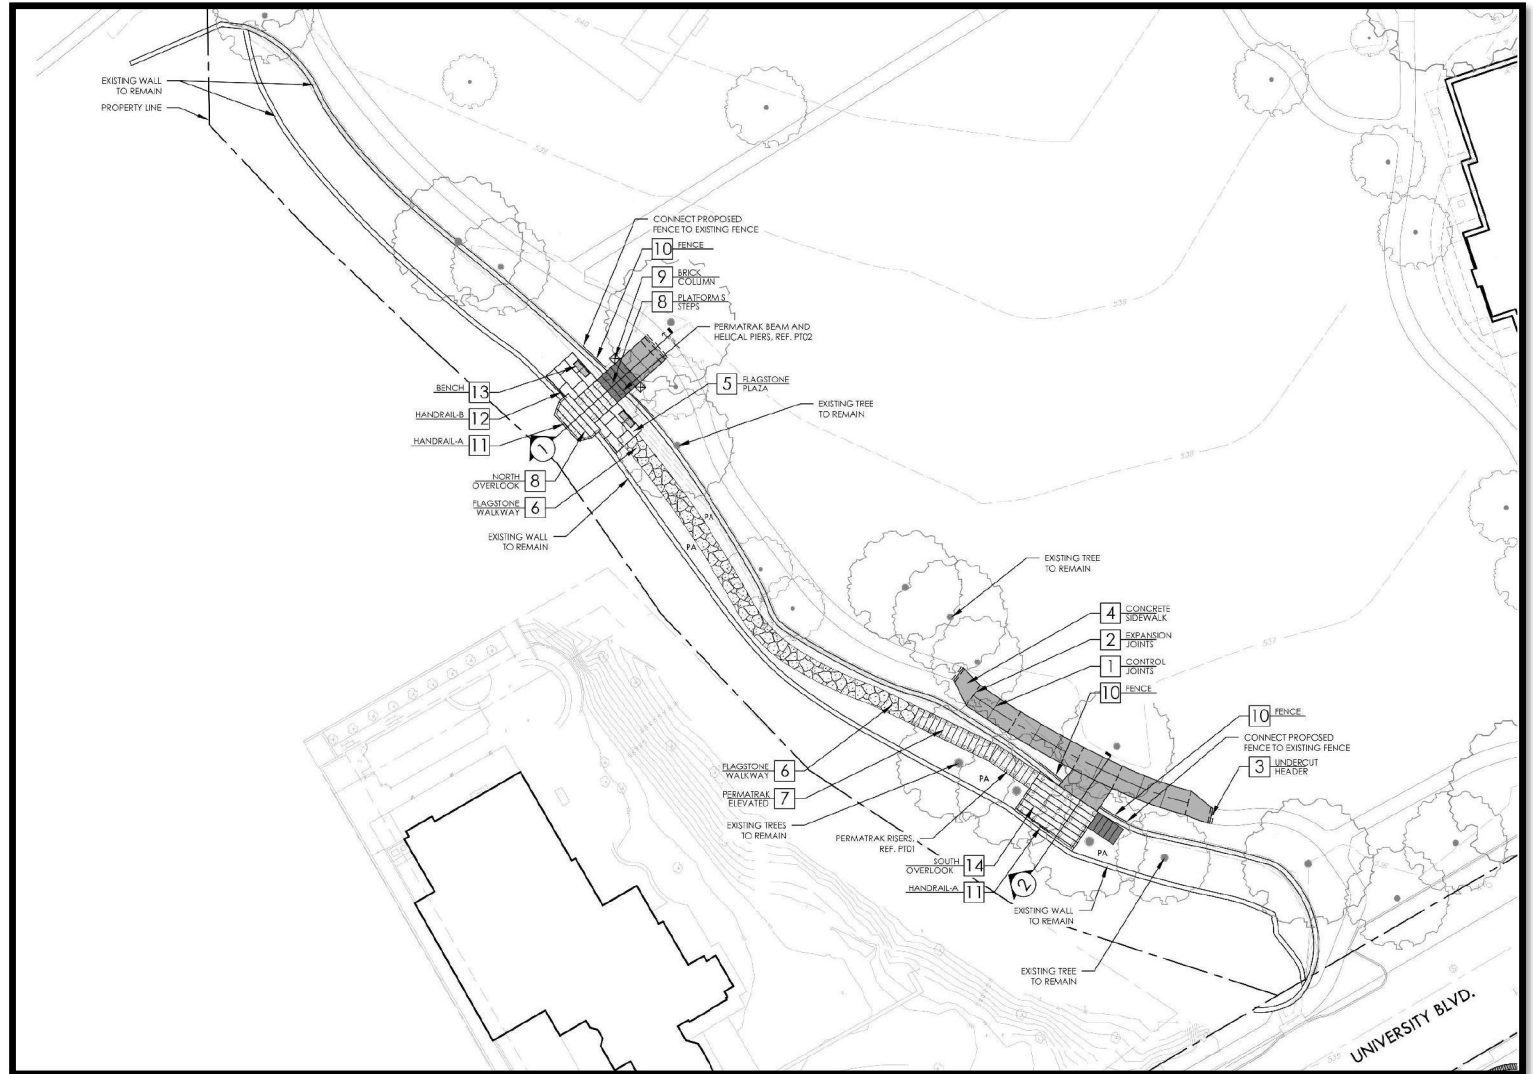 EXISTING WALL
TO REMAIN
PROPERTY LINE
CONNECT PROPOSED
FENCE TO EXISTING FENCE
10 FENCE
9 BRICK
COLUMN
8 PLATFORM S
STEPS
PERMATRAK BEAM AND
HELICAL PIERS, REF. PT02
5 FLAGSTONE
PLAZA
EXISTING TREE
TO REMAIN
BENCH 13
HANDRAIL-B 12
HANDRAIL-A 11
1
NORTH
OVERLOOK 8
FLAGSTONE
WALKWAY 6
EXISTING WALL
TO REMAIN
PA
PA
EXISTING TREE
TO REMAIN
4 CONCRETE
SIDEWALK
2 EXPANSION
JOINTS
1 CONTROL
JOINTS
10 FENCE
10 FENCE
CONNECT PROPOSED
FENCE TO EXISTING FENCE
3 UNDERCUT
HEADER
FLAGSTONE
WALKWAY 6
PERMATRAK
ELEVATED 7
EXISTING TREES
TO REMAIN
PA
PERMATRAK RISERS,
REF. PT01
SOUTH
OVERLOOK 14
HANDRAIL-A 11
2
PA
EXISTING WALL
TO REMAIN
EXISTING TREE
TO REMAIN
UNIVERSITY BLVD.